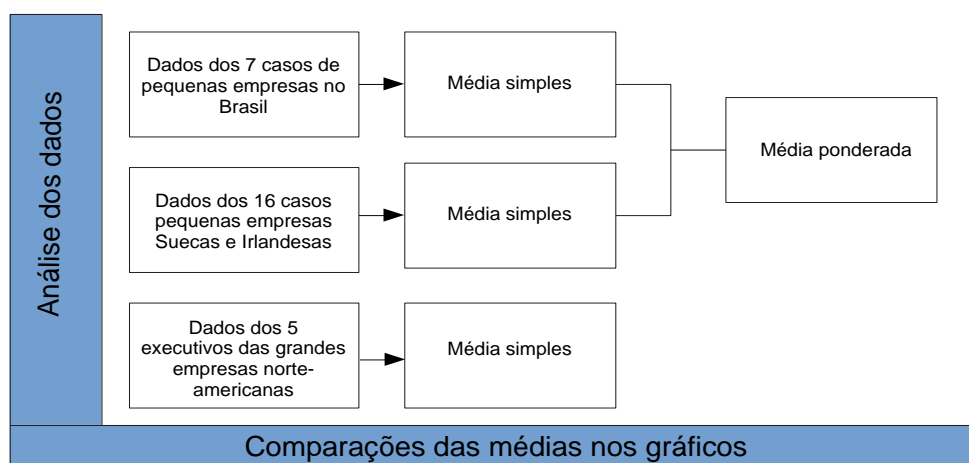 Análise dos dados
Dados dos 7 casos de
pequenas empresas no
Brasil
Média simples
Média ponderada
Dados dos 16 casos
pequenas empresas
Suecas e Irlandesas
Média simples
Dados dos 5
executivos das grandes
empresas norte-
americanas
Média simples
Comparações das médias nos gráficos